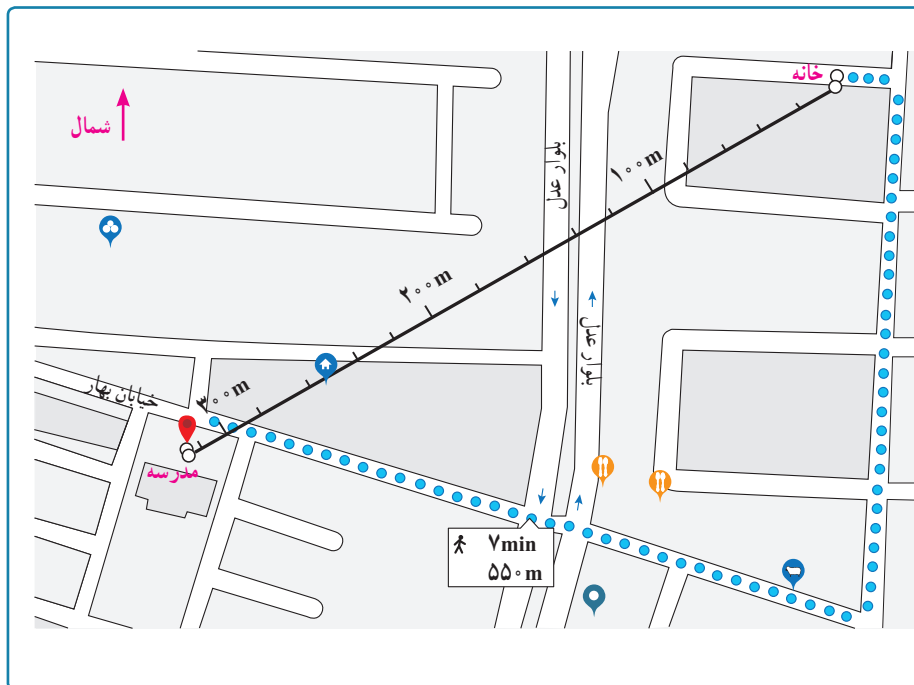 خانه
شمال
بلوار عدل
۱۰۰m
۲۰۰m
بلوار عدل
خیابان بهار
۳۰۰m
مدرسه
۷min
۵۵۰m